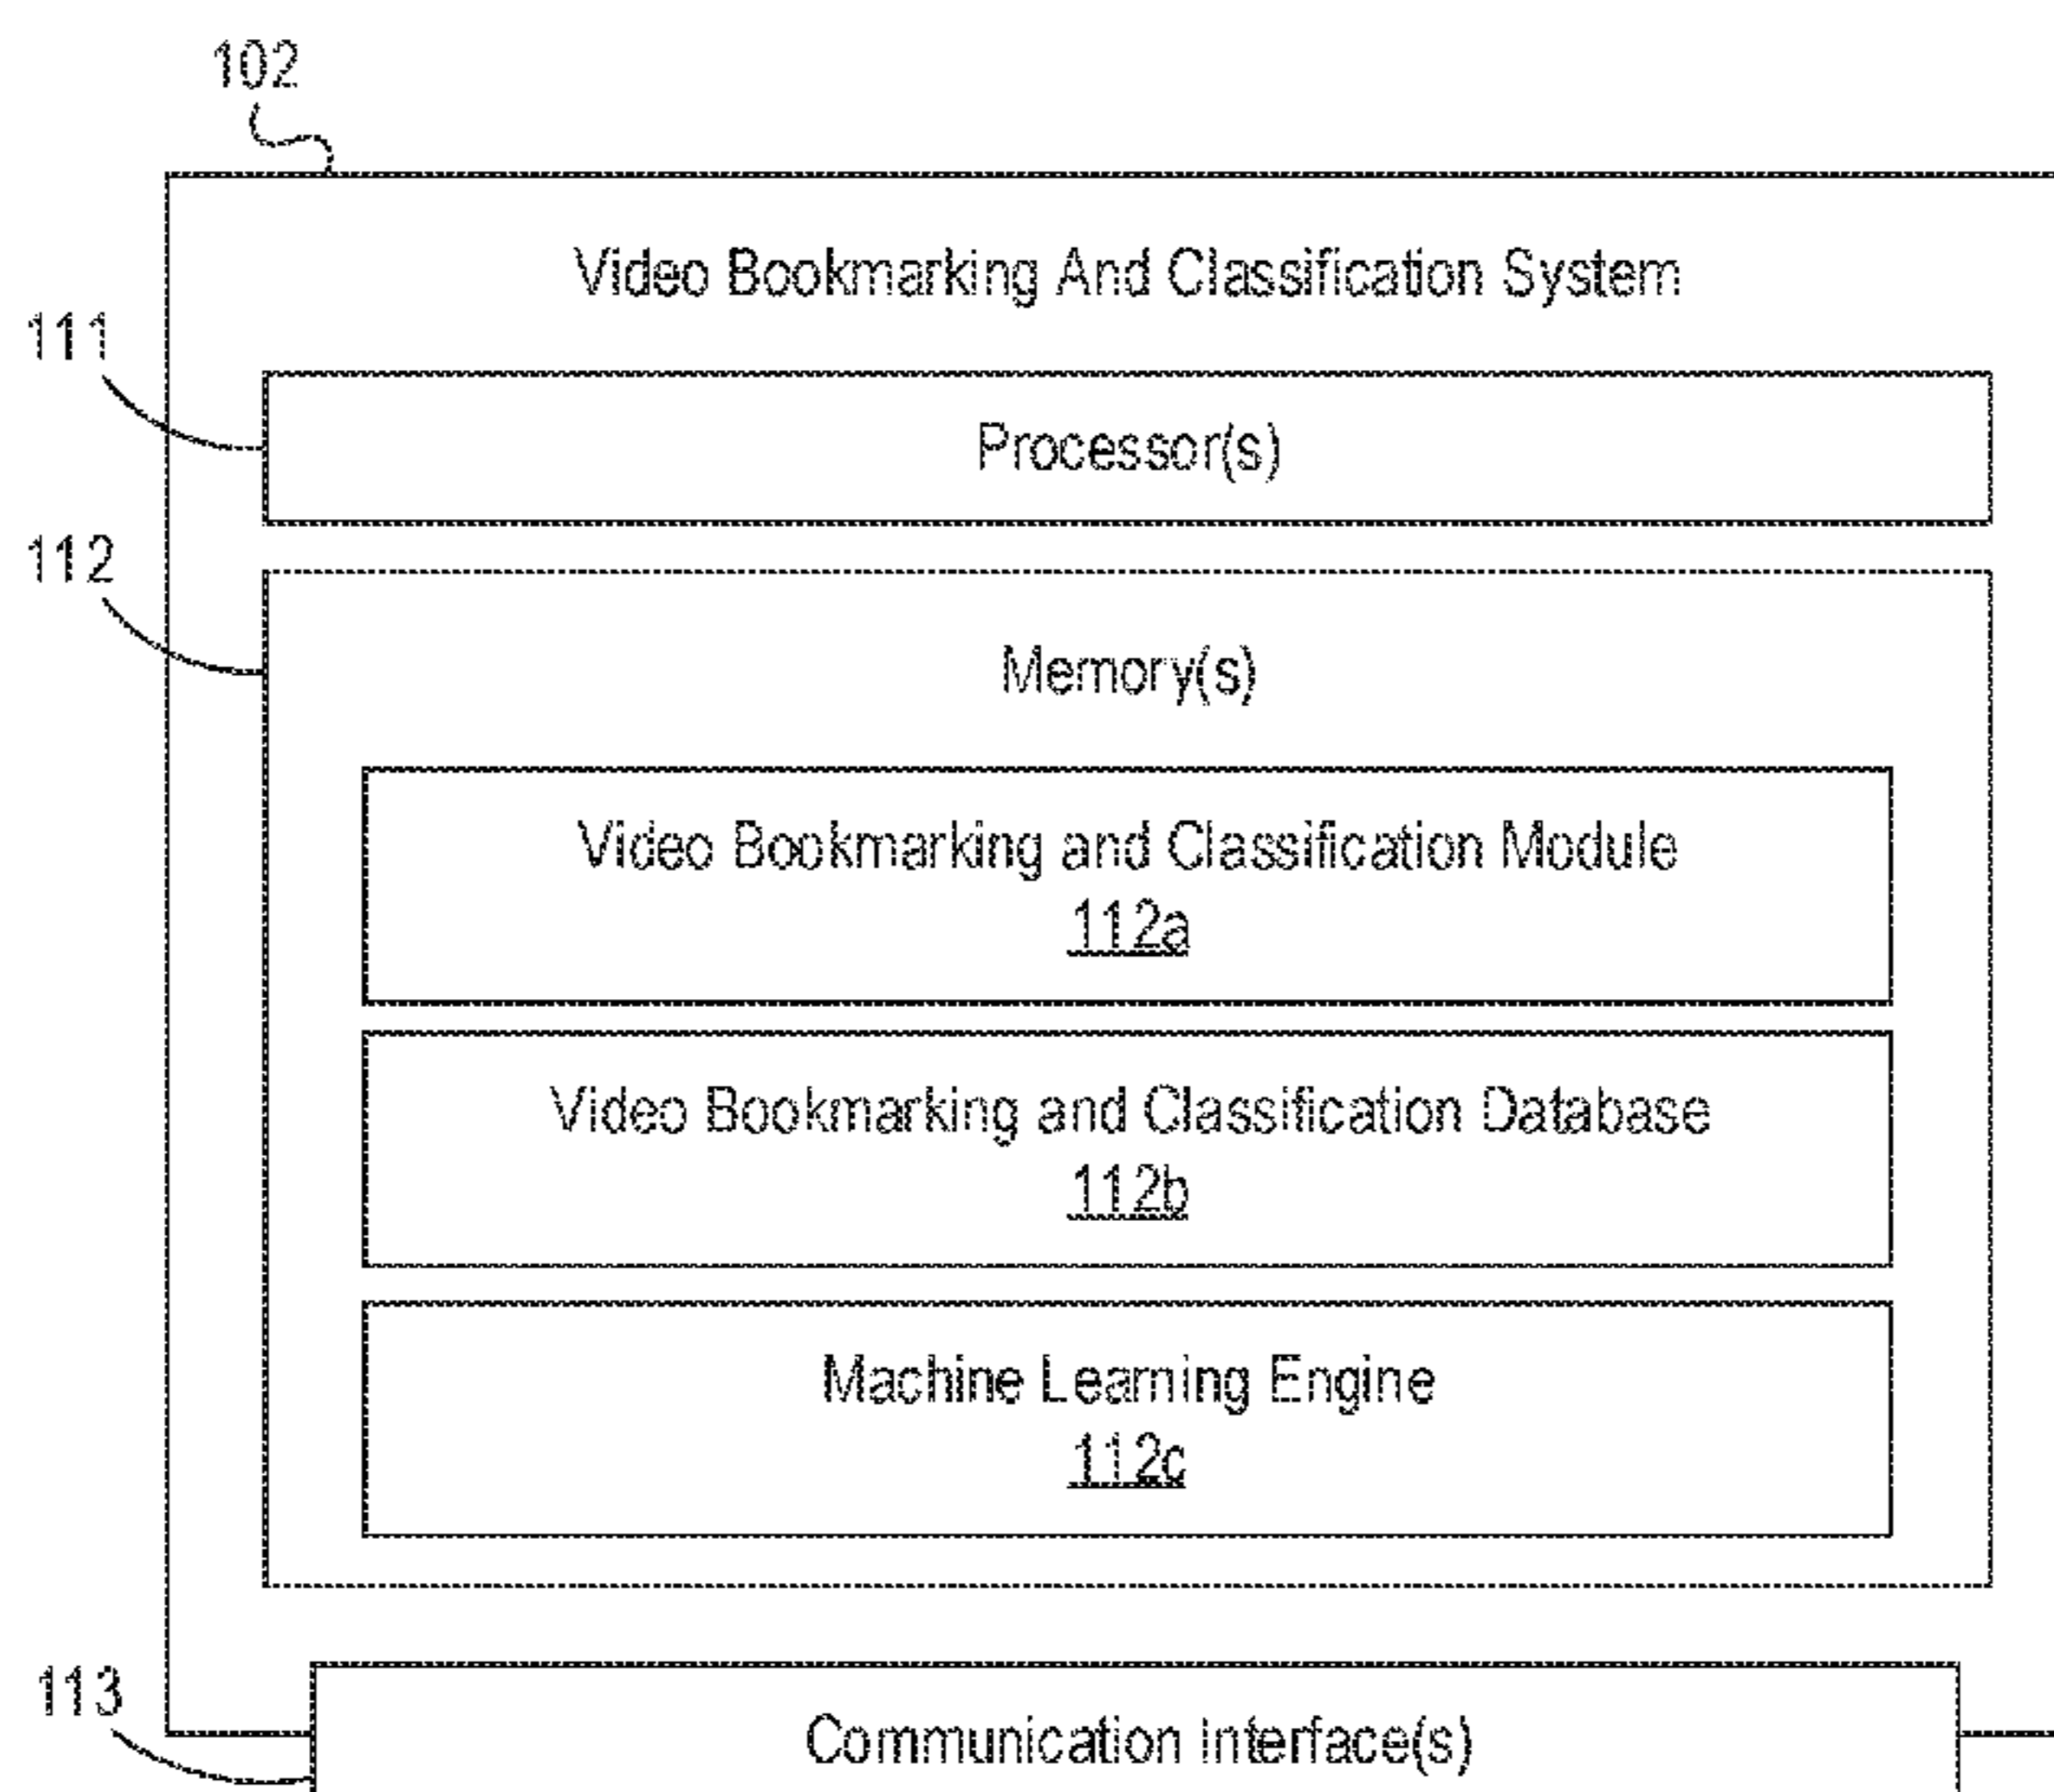 102
Video Bookmarking And Classification System
111
Processor(s)
112
Memory(s)
Video Bookmarking and Classification Module
112a
Video Bookmarking and Classification Database
112b
Machine Learning Engine
112c
113
Communication Interface(s)